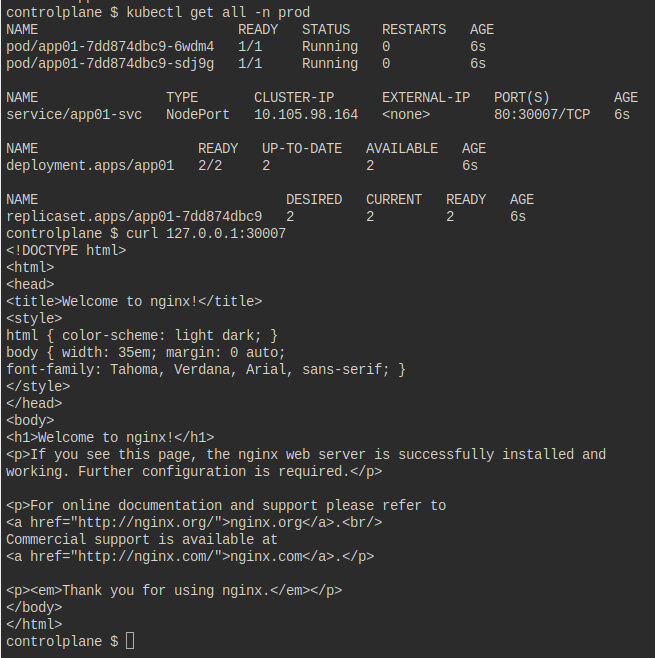 controlplane $ kubectl get all -n prod
NAME                         READY   STATUS    RESTARTS   AGE
pod/app01-7dd874dbc9-6wdm4   1/1     Running   0          6s
pod/app01-7dd874dbc9-sdj9g   1/1     Running   0          6s

NAME                TYPE       CLUSTER-IP      EXTERNAL-IP   PORT(S)        AGE
service/app01-svc   NodePort   10.105.98.164   <none>        80:30007/TCP   6s

NAME                    READY   UP-TO-DATE   AVAILABLE   AGE
deployment.apps/app01   2/2     2            2           6s

NAME                               DESIRED   CURRENT   READY   AGE
replicaset.apps/app01-7dd874dbc9   2         2         2       6s
controlplane $ curl 127.0.0.1:30007
<!DOCTYPE html>
<html>
<head>
<title>Welcome to nginx!</title>
<style>
html { color-scheme: light dark; }
body { width: 35em; margin: 0 auto;
font-family: Tahoma, Verdana, Arial, sans-serif; }
</style>
</head>
<body>
<h1>Welcome to nginx!</h1>
<p>If you see this page, the nginx web server is successfully installed and
working. Further configuration is required.</p>

<p>For online documentation and support please refer to
<a href="http://nginx.org/">nginx.org</a>.<br/>
Commercial support is available at
<a href="http://nginx.com/">nginx.com</a>.</p>

<p><em>Thank you for using nginx.</em></p>
</body>
</html>
controlplane $